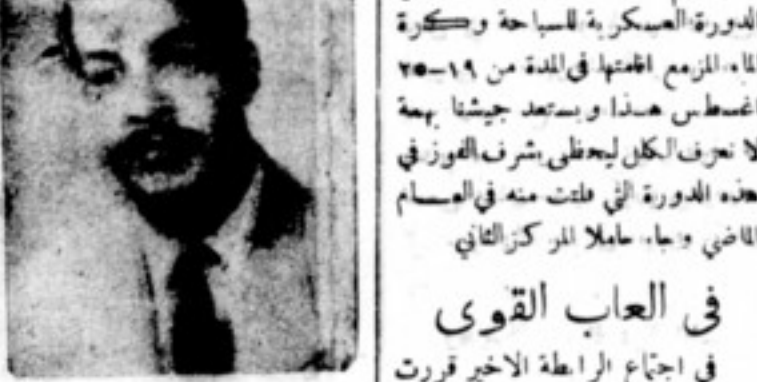 الدورة العسكرية للسباحة وكرة
الماء المزمع اقامتها في المدة من ١٩–٢٥
اغسطس هذا ويستعد جيشنا بهمة
لا تعرف الكلل ليحظى بشرف الفوز في
هذه الدورة التي فلتت منه في العام
الماضي وجاء حاملا المركز الثاني
في العاب القوى
في اجتماع الرابطة الاخير قررت